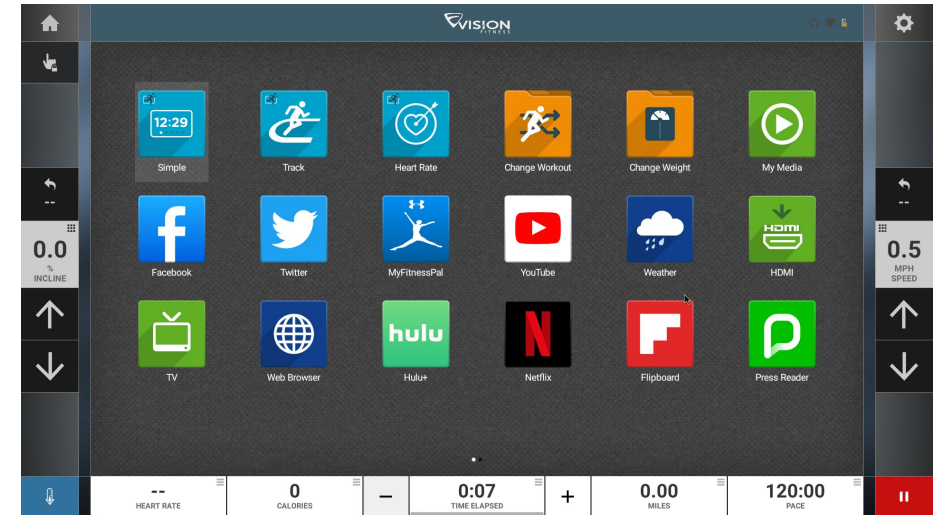 VISION
FITNESS
12:29
Simple
Track
Heart Rate
Change Workout
Change Weight
My Media
Facebook
Twitter
MyFitnessPal
YouTube
Weather
HDMI
HDMI
TV
Web Browser
hulu
Hulu+
Netflix
Flipboard
Press Reader
--
0.0
%
INCLINE
--
0.5
MPH
SPEED
--
HEART RATE
0
CALORIES
−
0:07
TIME ELAPSED
+
0.00
MILES
120:00
PACE